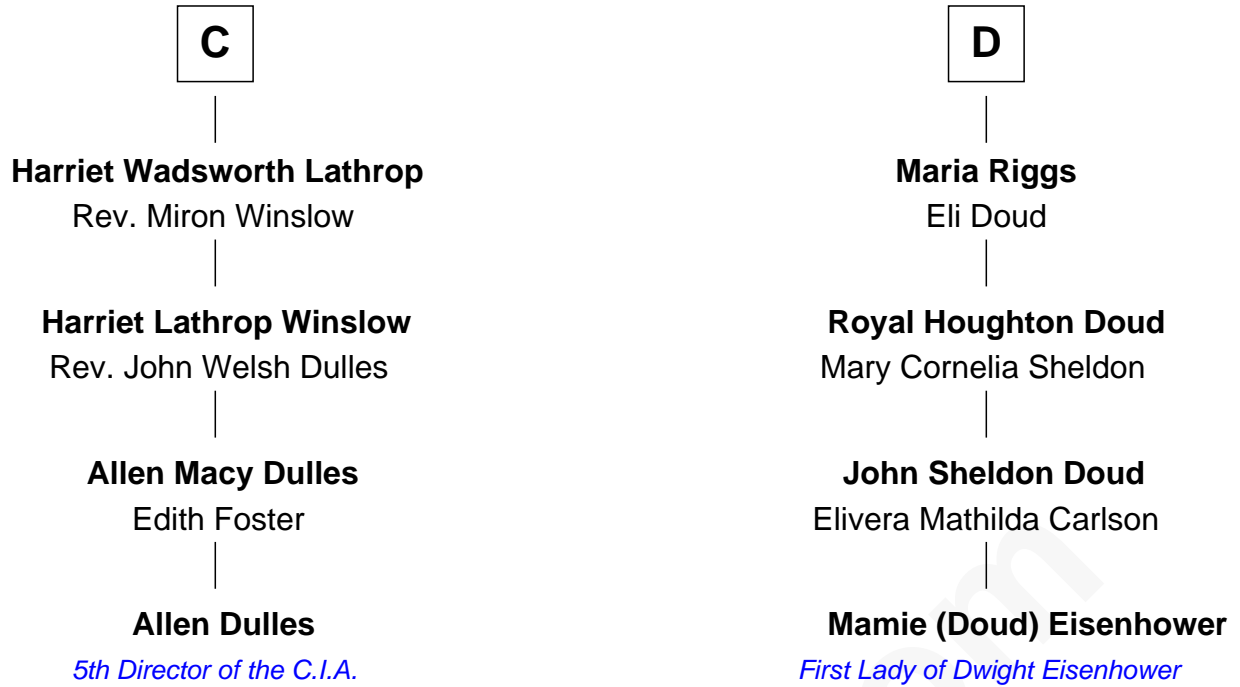 C
Harriet Wadsworth Lathrop
Rev. Miron Winslow
Harriet Lathrop Winslow
Rev. John Welsh Dulles
Allen Macy Dulles
Edith Foster
Allen Dulles
5th Director of the C.I.A.
D
Maria Riggs
Eli Doud
Royal Houghton Doud
Mary Cornelia Sheldon
John Sheldon Doud
Elivera Mathilda Carlson
Mamie (Doud) Eisenhower
First Lady of Dwight Eisenhower